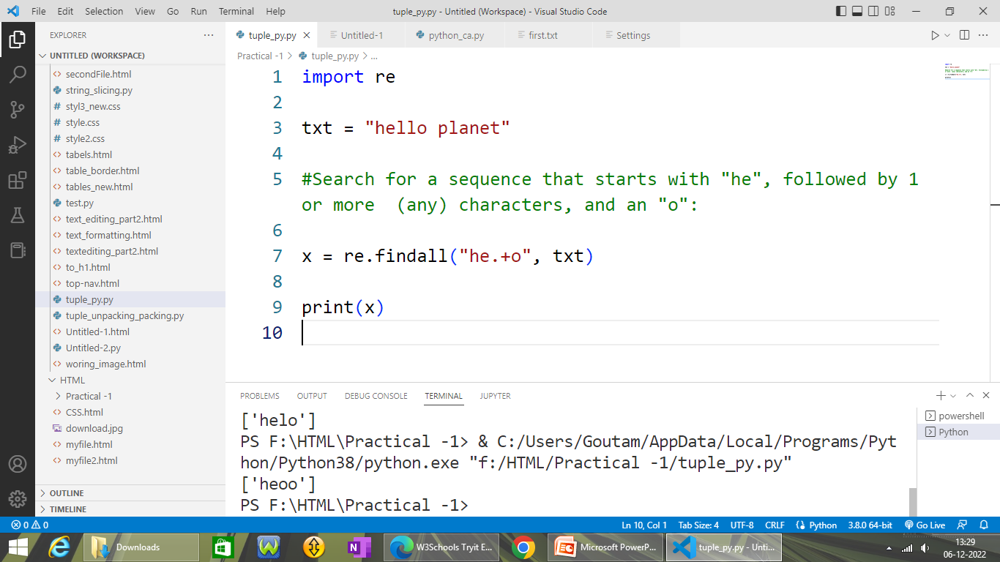 File Edit Selection View Go Run Terminal Help
tuple_py.py - Untitled (Workspace) - Visual Studio Code
EXPLORER
UNTITLED (WORKSPACE)
secondFile.html
string_slicing.py
styl3_new.css
style.css
style2.css
tabels.html
table_border.html
tables_new.html
test.py
text_editing_part2.html
text_formatting.html
textediting_part2.html
to_h1.html
top-nav.html
tuple_py.py
tuple_unpacking_packing.py
Untitled-1.html
Untitled-2.py
woring_image.html
HTML
Practical -1
CSS.html
download.jpg
myfile.html
myfile2.html
OUTLINE
TIMELINE
tuple_py.py Untitled-1 python_ca.py first.txt Settings
Practical -1 > tuple_py.py > ...
1 import re
2
3 txt = "hello planet"
4
5 #Search for a sequence that starts with "he", followed by 1
or more  (any) characters, and an "o":
6
7 x = re.findall("he.+o", txt)
8
9 print(x)
10
PROBLEMS OUTPUT DEBUG CONSOLE TERMINAL JUPYTER
['helo']
PS F:\HTML\Practical -1> & C:/Users/Goutam/AppData/Local/Programs/Pyt
hon/Python38/python.exe "f:/HTML/Practical -1/tuple_py.py"
['heoo']
PS F:\HTML\Practical -1>
powershell
Python
0 0 Ln 10, Col 1 Tab Size: 4 UTF-8 CRLF Python 3.8.0 64-bit Go Live
Downloads W3Schools Tryit E... Microsoft PowerP... tuple_py.py - Unti... 13:29
06-12-2022